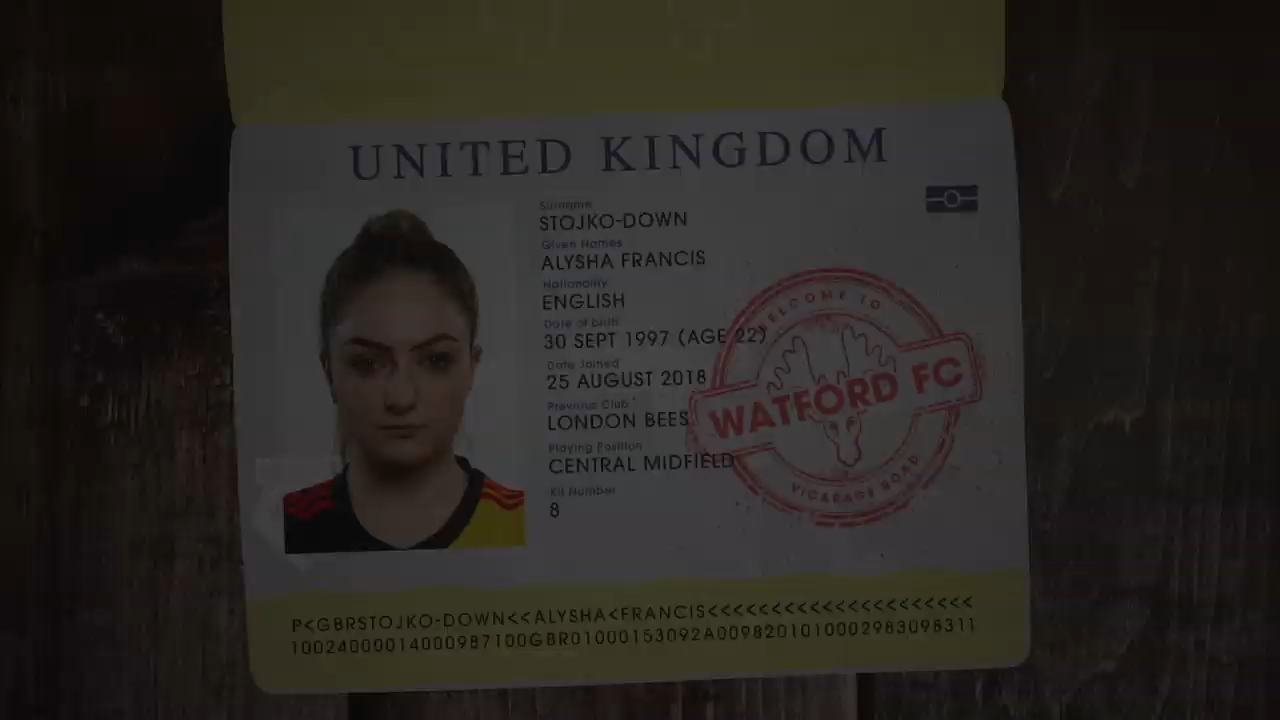 UNITED KINGDOM
Surname
STOJKO-DOWN
Given Names
ALYSHA FRANCIS
Nationality
ENGLISH
Date of birth
30 SEPT 1997 (AGE 22)
Date Joined
25 AUGUST 2018
Previous Club
LONDON BEES
Playing Position
CENTRAL MIDFIELD
Kit Number
8
WELCOME TO
WATFORD FC
VICARAGE ROAD
P<GBRSTOJKO-DOWN<<ALYSHA<FRANCIS<<<<<<<<<<<<<<<<<<<<<
10024000014000987100GBR01000153092A00982010100029830983​11